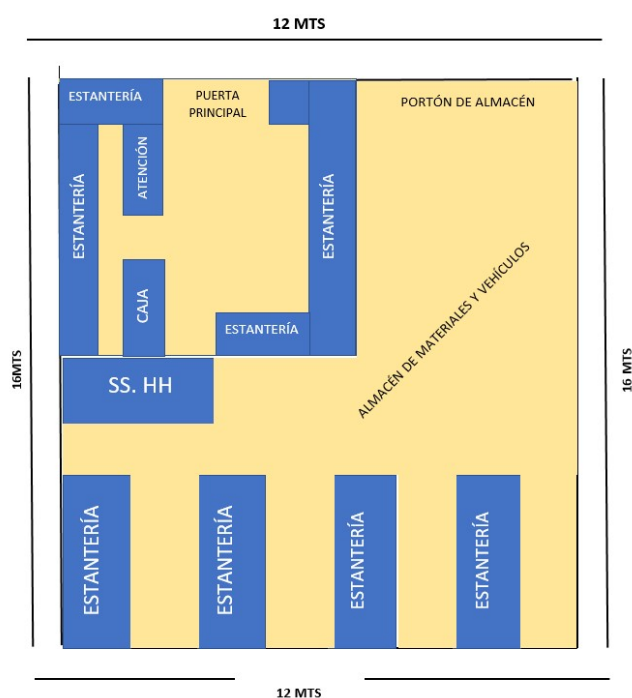 12 MTS
ESTANTERÍA
PUERTA
PRINCIPAL
PORTÓN DE ALMACÉN
ATENCIÓN
ESTANTERÍA
ESTANTERÍA
CAJA
ESTANTERÍA
ALMACÉN DE MATERIALES Y VEHÍCULOS
16MTS
16 MTS
SS. HH
ESTANTERÍA
ESTANTERÍA
ESTANTERÍA
ESTANTERÍA
12 MTS